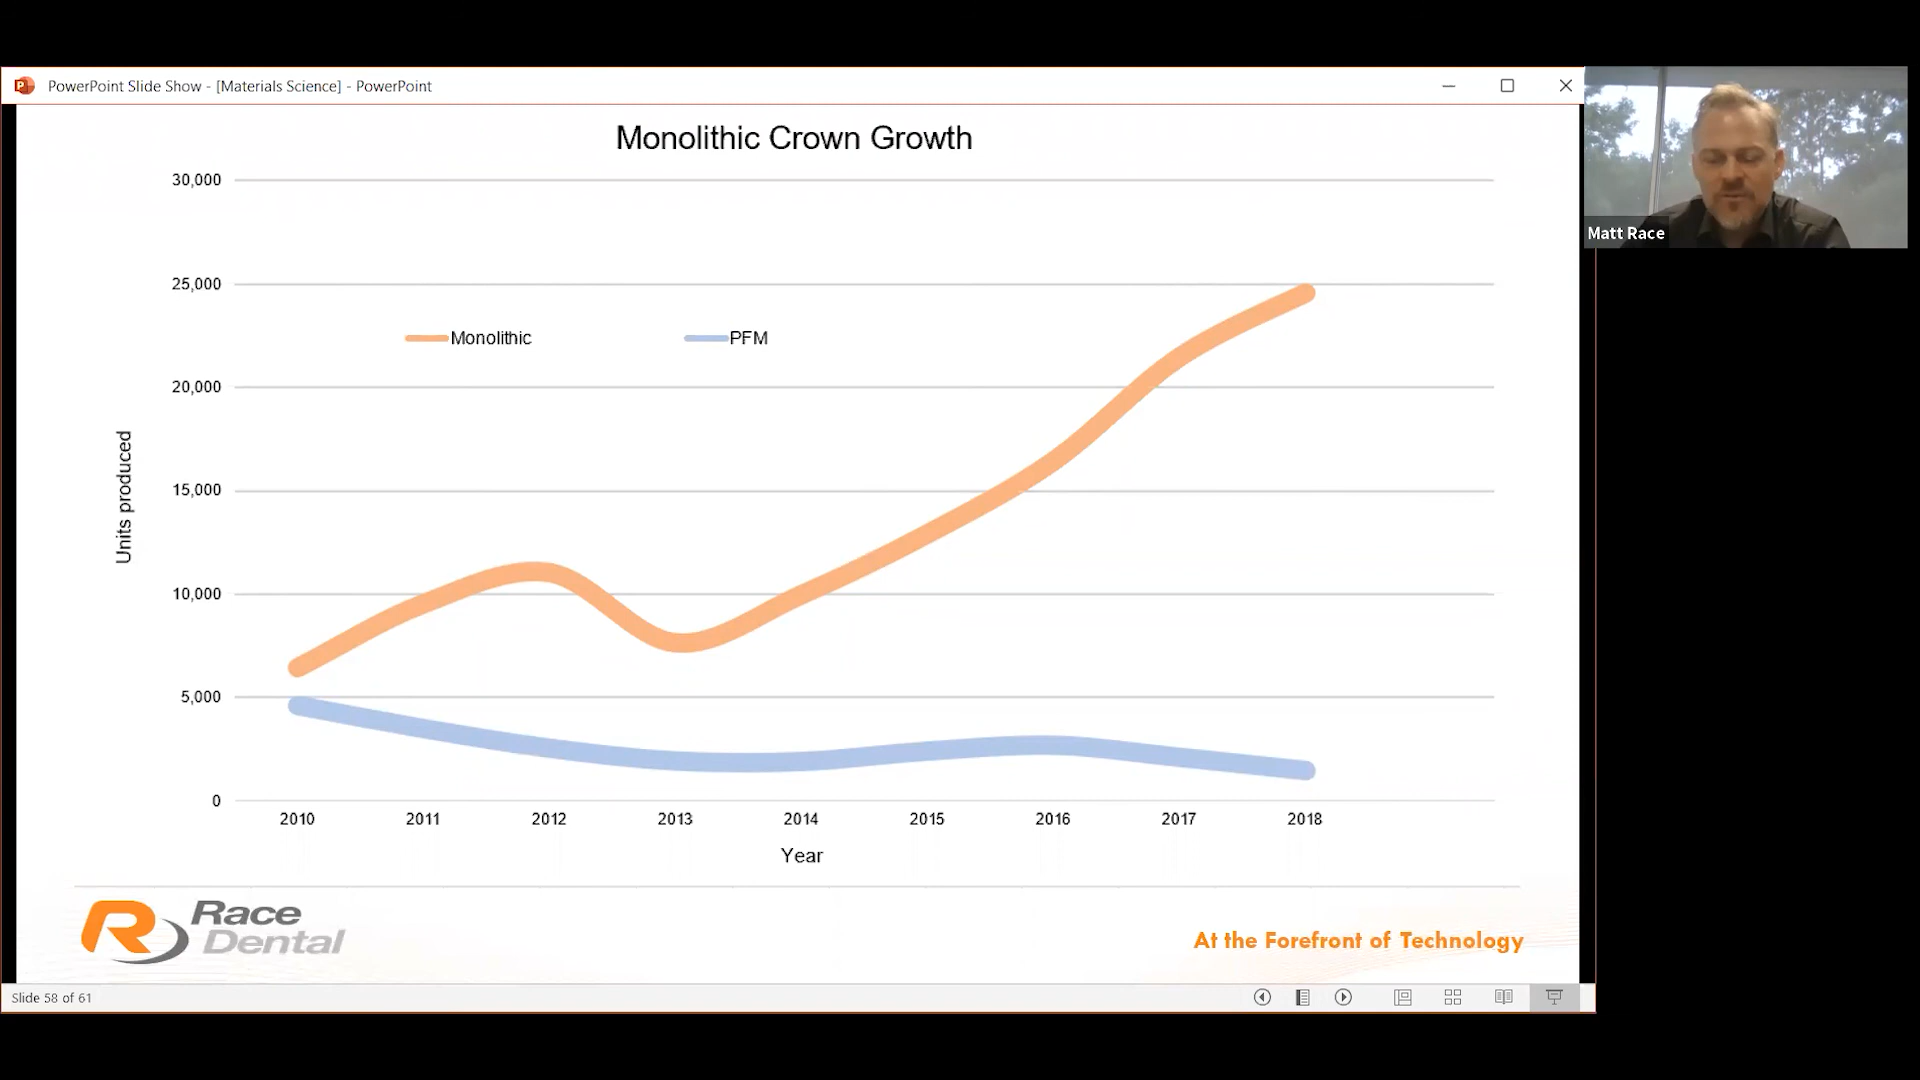 PowerPoint Slide Show - [Materials Science] - PowerPoint
Matt Race
Monolithic Crown Growth
30,000
25,000
Monolithic
PFM
20,000
15,000
10,000
5,000
0
Units produced
2010 2011 2012 2013 2014 2015 2016 2017 2018
Year
Race
Dental
At the Forefront of Technology
Slide 58 of 61